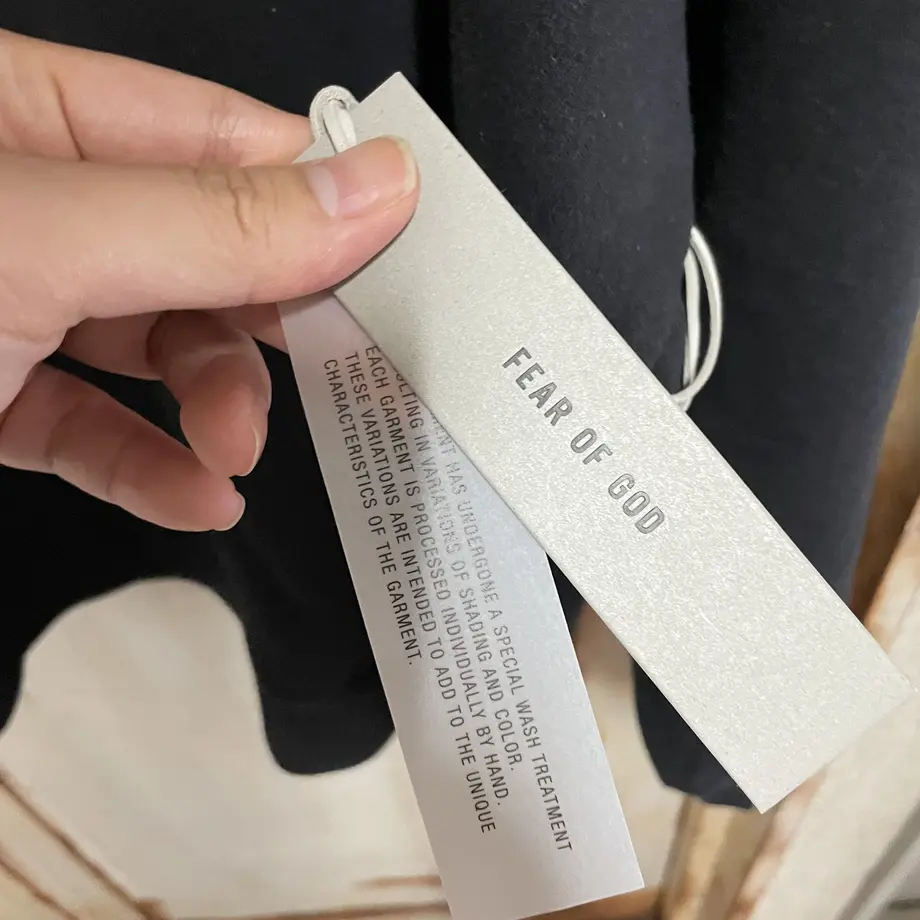 FEAR OF GOD
HAS UNDERGONE A SPECIAL WASH TREATMENT
IN VARIATIONS OF SHADING AND COLOR.
EACH GARMENT IS PROCESSED INDIVIDUALLY BY HAND.
THESE VARIATIONS ARE INTENDED TO ADD TO THE UNIQUE
CHARACTERISTICS OF THE GARMENT.